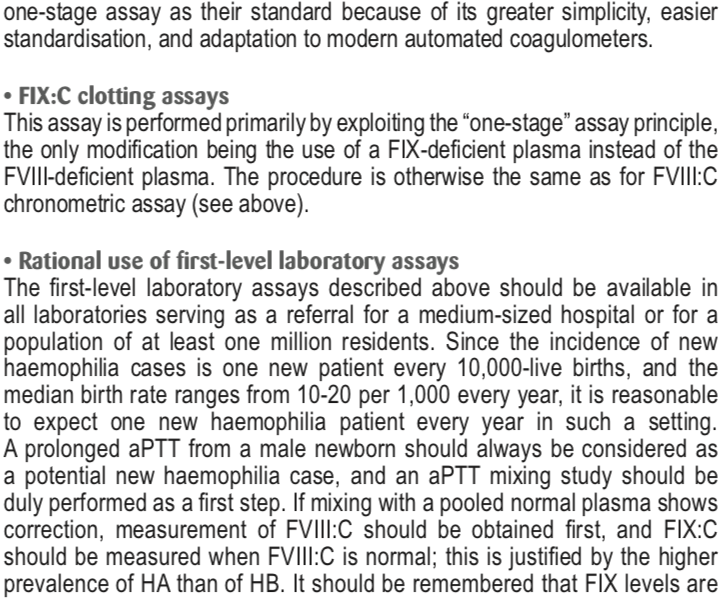 one-stage assay as their standard because of its greater simplicity, easier
standardisation, and adaptation to modern automated coagulometers.
• FIX:C clotting assays
This assay is performed primarily by exploiting the “one-stage” assay principle,
the only modification being the use of a FIX-deficient plasma instead of the
FVIII-deficient plasma. The procedure is otherwise the same as for FVIII:C
chronometric assay (see above).
• Rational use of first-level laboratory assays
The first-level laboratory assays described above should be available in
all laboratories serving as a referral for a medium-sized hospital or for a
population of at least one million residents. Since the incidence of new
haemophilia cases is one new patient every 10,000-live births, and the
median birth rate ranges from 10-20 per 1,000 every year, it is reasonable
to expect one new haemophilia patient every year in such a setting.
A prolonged aPTT from a male newborn should always be considered as
a potential new haemophilia case, and an aPTT mixing study should be
duly performed as a first step. If mixing with a pooled normal plasma shows
correction, measurement of FVIII:C should be obtained first, and FIX:C
should be measured when FVIII:C is normal; this is justified by the higher
prevalence of HA than of HB. It should be remembered that FIX levels are